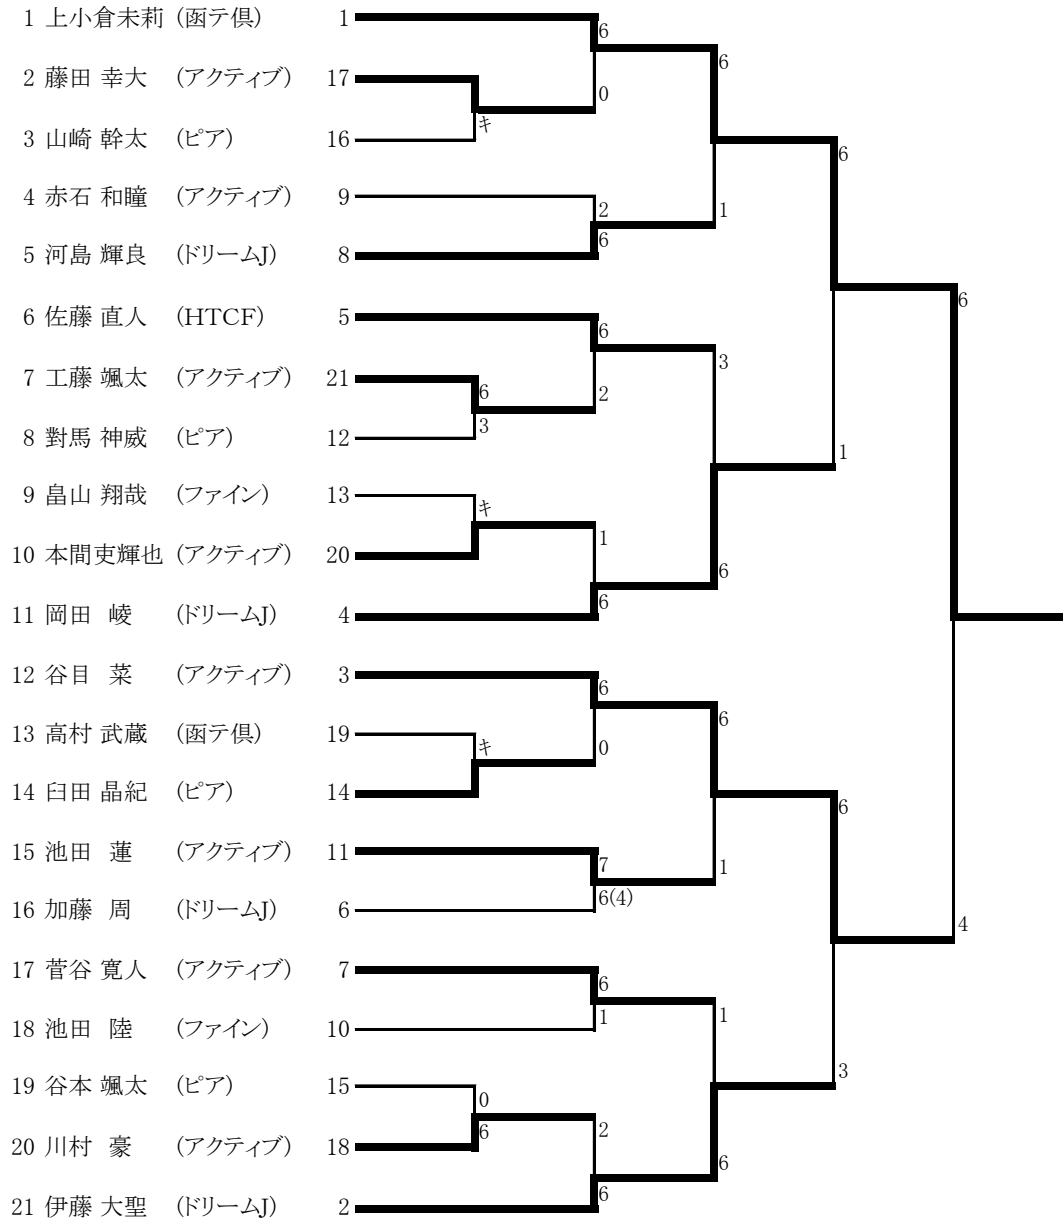 1 上小倉未莉 (函テ倶) 1
6
6
2 藤田 幸大 (アクティブ) 17
0
キ
3 山崎 幹太 (ピア) 16
6
4 赤石 和瞳 (アクティブ) 9
2
1
6
5 河島 輝良 (ドリームJ) 8
6
6 佐藤 直人 (HTCF) 5
6
3
7 工藤 颯太 (アクティブ) 21
6
2
3
8 對馬 神威 (ピア) 12
1
9 畠山 翔哉 (ファイン) 13
キ
1
10 本間吏輝也 (アクティブ) 20
6
6
11 岡田 崚 (ドリームJ) 4
12 谷目 菜 (アクティブ) 3
6
6
13 高村 武蔵 (函テ倶) 19
キ
0
14 臼田 晶紀 (ピア) 14
6
15 池田 蓮 (アクティブ) 11
7
1
6(4)
16 加藤 周 (ドリームJ) 6
4
17 菅谷 寛人 (アクティブ) 7
6
1
1
18 池田 陸 (ファイン) 10
3
19 谷本 颯太 (ピア) 15
0
6
2
20 川村 豪 (アクティブ) 18
6
6
21 伊藤 大聖 (ドリームJ) 2